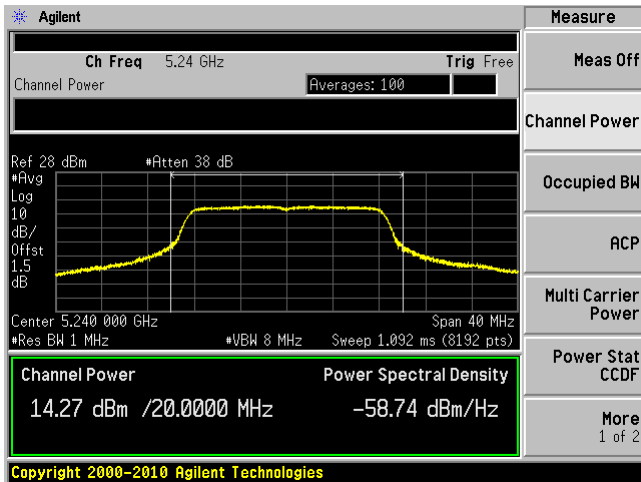 Agilent
Measure
Ch Freq 5.24 GHz Trig Free
Channel Power Averages: 100
Ref 28 dBm #Atten 38 dB
#Avg
Log
10
dB/
Offst
1.5
dB
Center 5.240 000 GHz Span 40 MHz
#Res BW 1 MHz #VBW 8 MHz Sweep 1.092 ms (8192 pts)
Channel Power Power Spectral Density
14.27 dBm /20.0000 MHz -58.74 dBm/Hz
Copyright 2000-2010 Agilent Technologies
Meas Off
Channel Power
Occupied BW
ACP
Multi Carrier
Power
Power Stat
CCDF
More
1 of 2